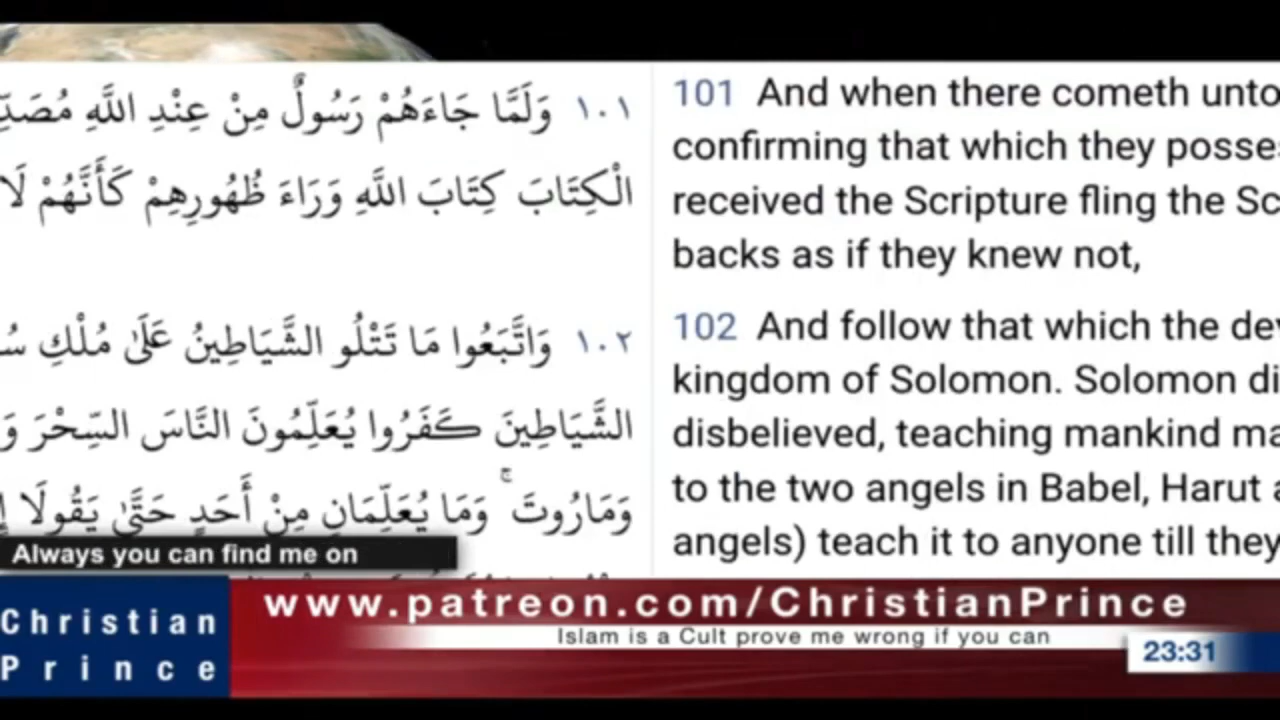 ١٠١ وَلَمَّا جَاءَهُمْ رَسُولٌ مِنْ عِنْدِ اللَّهِ
الْكِتَابَ كِتَابَ اللَّهِ وَرَاءَ ظُهُورِهِمْ كَأَنَّهُمْ لَا
١٠٢ وَاتَّبَعُوا مَا تَتْلُو الشَّيَاطِينُ عَلَىٰ مُلْكِ
الشَّيَاطِينَ كَفَرُوا يُعَلِّمُونَ النَّاسَ السِّحْرَ
وَمَارُوتَ ۚ وَمَا يُعَلِّمَانِ مِنْ أَحَدٍ حَتَّىٰ يَقُولَا
101 And when there cometh unto
confirming that which they posse
received the Scripture fling the Sc
backs as if they knew not,
102 And follow that which the de
kingdom of Solomon. Solomon di
disbelieved, teaching mankind ma
to the two angels in Babel, Harut
angels) teach it to anyone till they
Always you can find me on
Christian
Prince
www.patreon.com/ChristianPrince
Islam is a Cult prove me wrong if you can
23:31